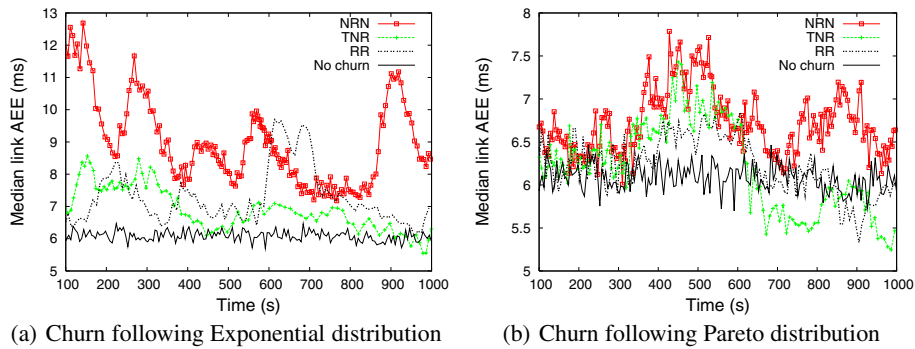 NRN
TNR
RR
No churn
Median link AEE (ms)
13
12
11
10
9
8
7
6
5
100 200 300 400 500 600 700 800 900 1000
Time (s)
(a) Churn following Exponential distribution
NRN
TNR
RR
No churn
Median link AEE (ms)
8
7.5
7
6.5
6
5.5
5
100 200 300 400 500 600 700 800 900 1000
Time (s)
(b) Churn following Pareto distribution